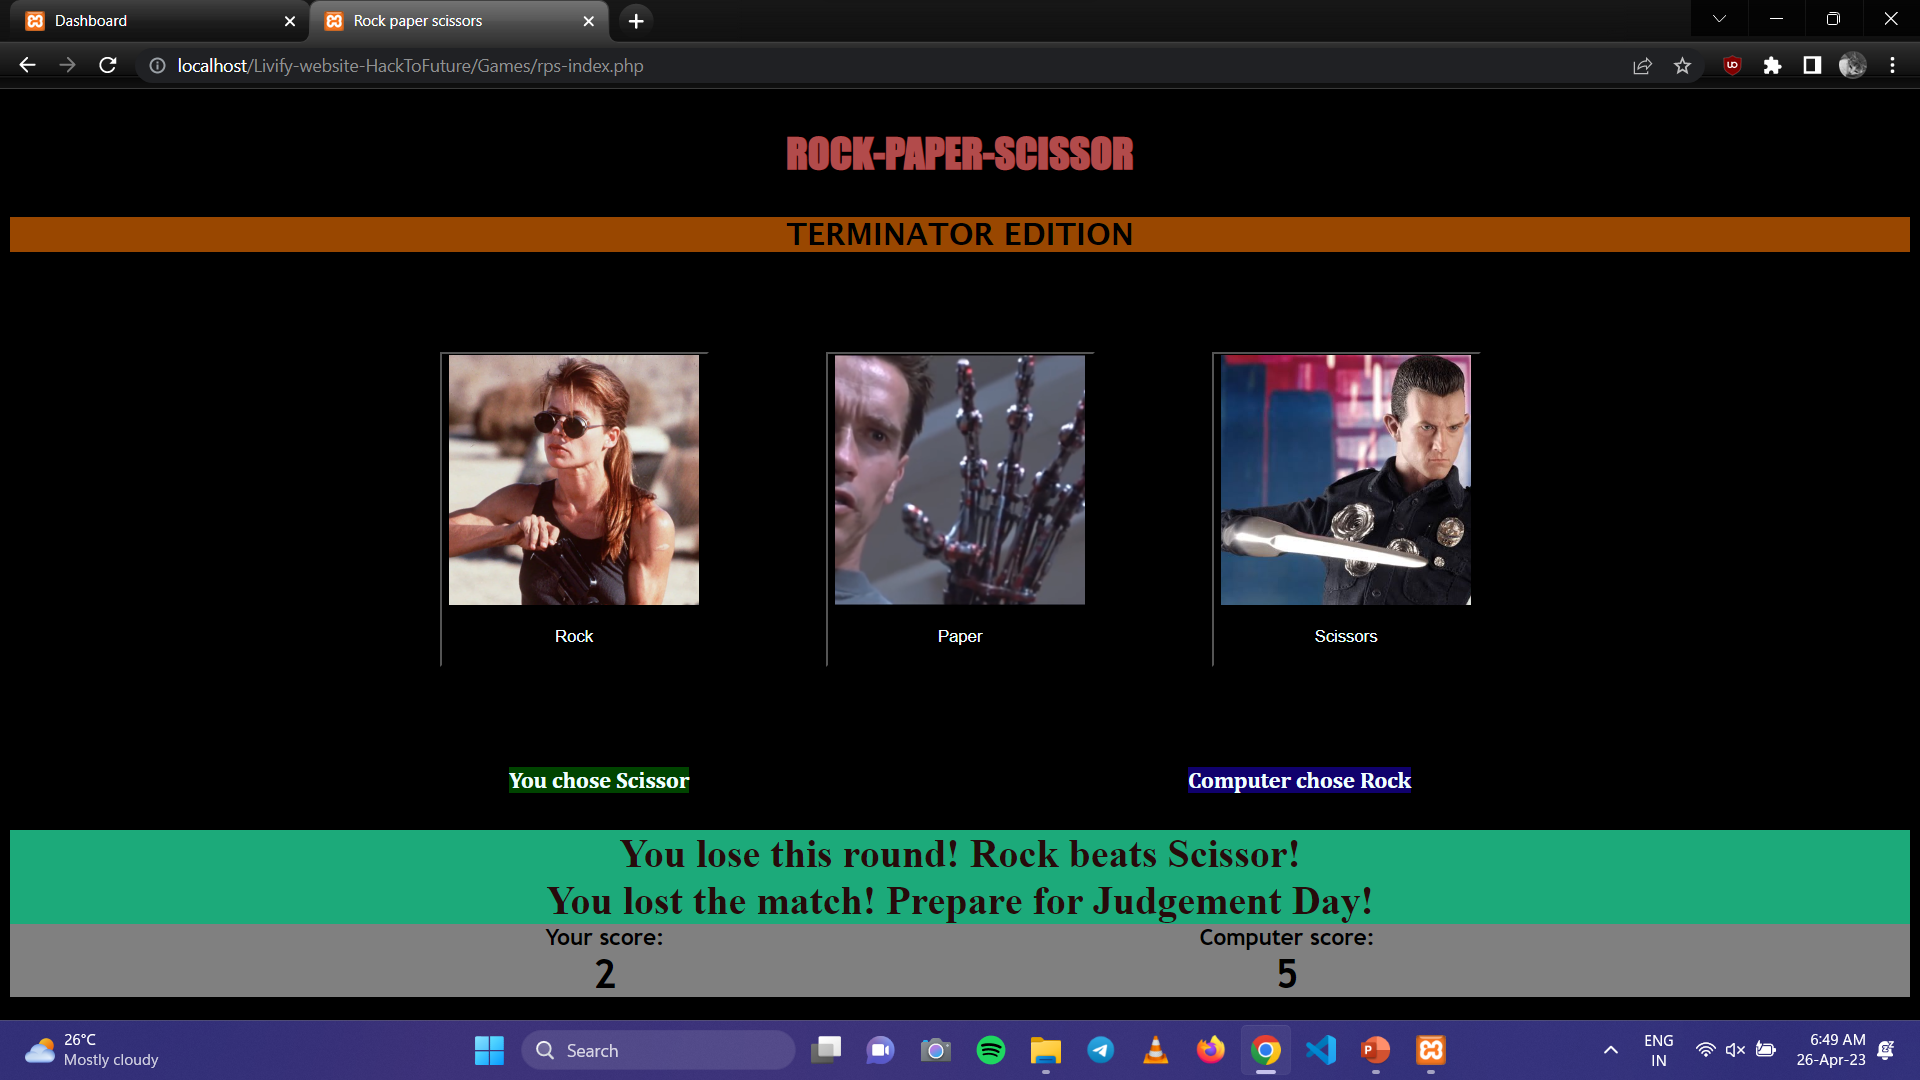 Dashboard
Rock paper scissors
localhost/Livify-website-HackToFuture/Games/rps-index.php
ROCK-PAPER-SCISSOR
TERMINATOR EDITION
Rock
Paper
Scissors
You chose Scissor
Computer chose Rock
You lose this round! Rock beats Scissor!
You lost the match! Prepare for Judgement Day!
Your score:
Computer score:
2
5
26°C
Mostly cloudy
Search
ENG
IN
6:49 AM
26-Apr-23